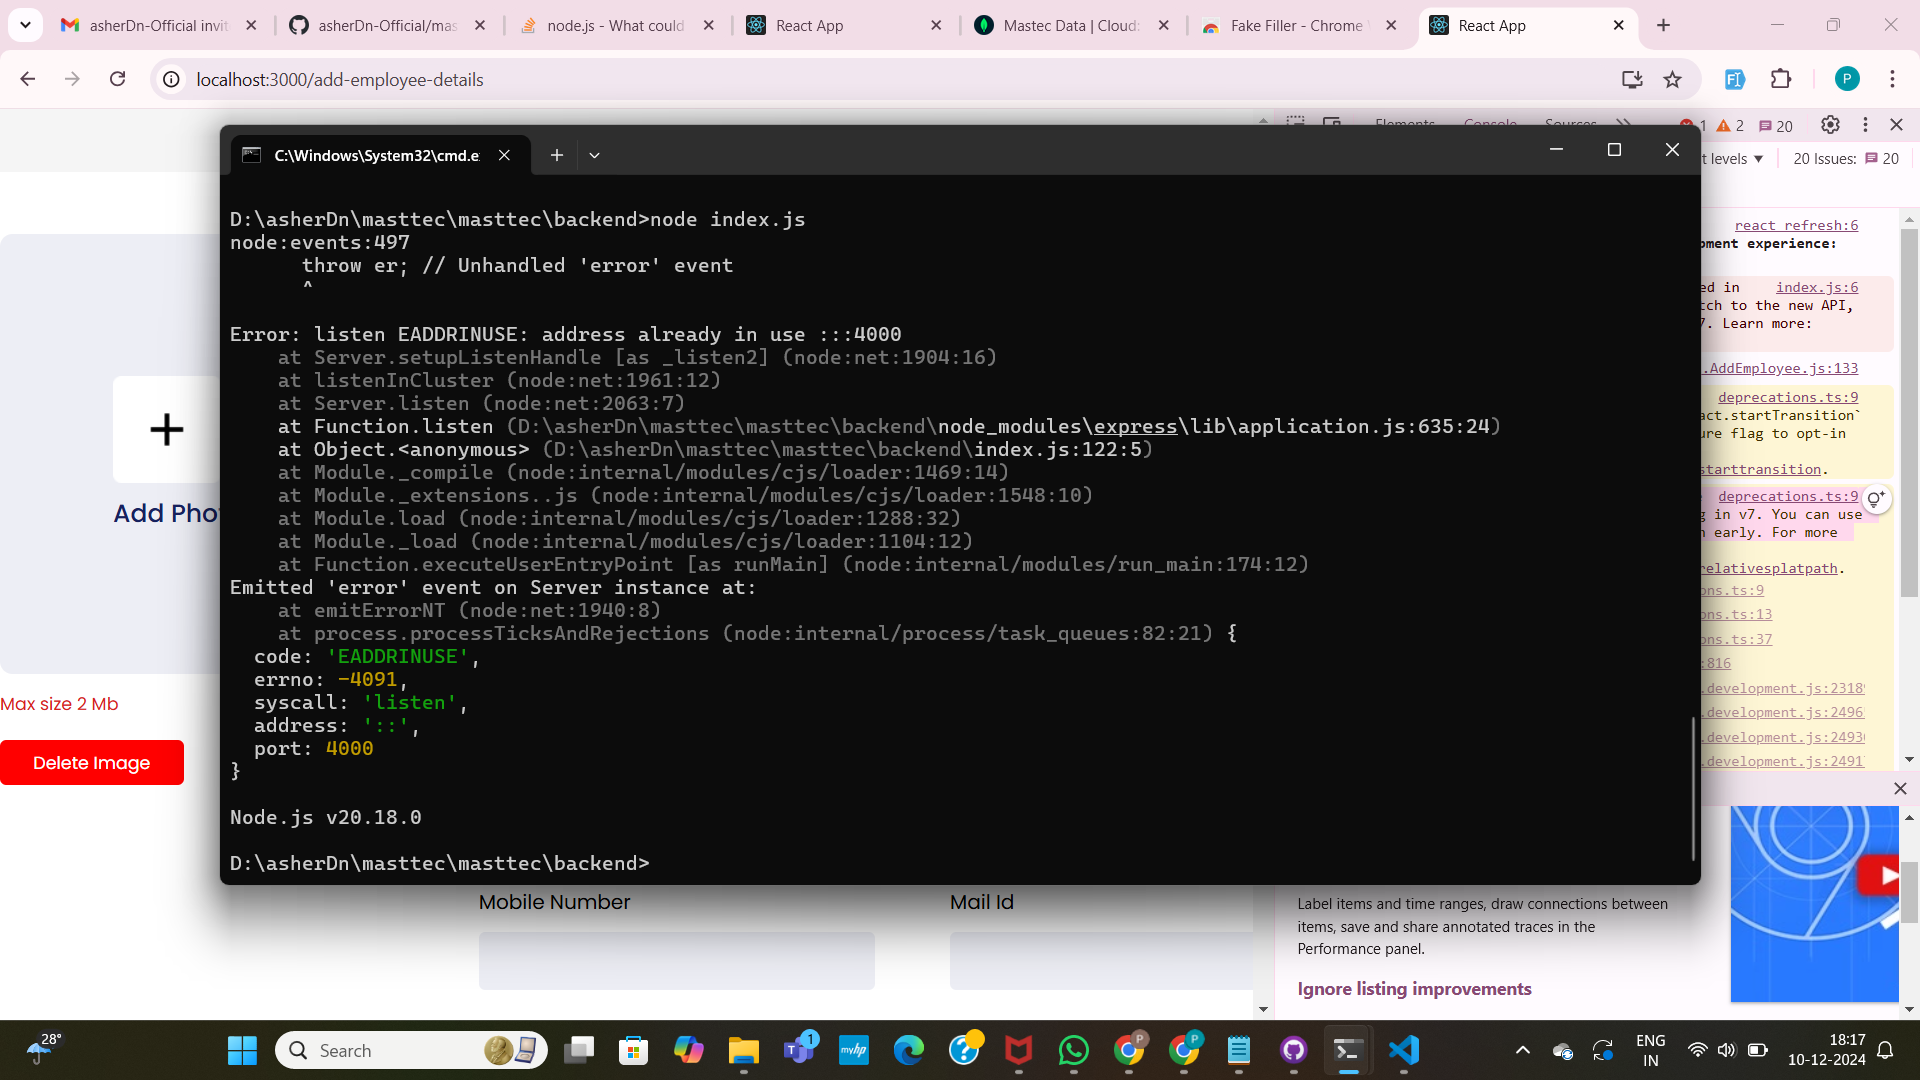 asherDn-Official invit
asherDn-Official/mas
node.js - What could
React App
Mastec Data | Cloud:
Fake Filler - Chrome
React App
localhost:3000/add-employee-details
P
Elements
Console
Sources
1
2
20
C:\Windows\System32\cmd.e
t levels
20 Issues:
20
D:\asherDn\masttec\masttec\backend>node index.js
node:events:497
throw er; // Unhandled 'error' event
^
Error: listen EADDRINUSE: address already in use :::4000
at Server.setupListenHandle [as _listen2] (node:net:1904:16)
at listenInCluster (node:net:1961:12)
at Server.listen (node:net:2063:7)
at Function.listen (D:\asherDn\masttec\masttec\backend\node_modules\express\lib\application.js:635:24)
at Object.<anonymous> (D:\asherDn\masttec\masttec\backend\index.js:122:5)
at Module._compile (node:internal/modules/cjs/loader:1469:14)
at Module._extensions..js (node:internal/modules/cjs/loader:1548:10)
at Module.load (node:internal/modules/cjs/loader:1288:32)
at Module._load (node:internal/modules/cjs/loader:1104:12)
at Function.executeUserEntryPoint [as runMain] (node:internal/modules/run_main:174:12)
Emitted 'error' event on Server instance at:
at emitErrorNT (node:net:1940:8)
at process.processTicksAndRejections (node:internal/process/task_queues:82:21) {
code: 'EADDRINUSE',
errno: -4091,
syscall: 'listen',
address: '::',
port: 4000
}
Node.js v20.18.0
D:\asherDn\masttec\masttec\backend>
react refresh:6
pment experience:
ed in index.js:6
tch to the new API,
7. Learn more:
.AddEmployee.js:133
deprecations.ts:9
act.startTransition`
ure flag to opt-in
starttransition.
deprecations.ts:9
g in v7. You can use
n early. For more
relativesplatpath.
ons.ts:9
ons.ts:13
ons.ts:37
:816
.development.js:2318
.development.js:2496
.development.js:2493
.development.js:2491
Add Pho
Max size 2 Mb
Delete Image
Mobile Number
Mail Id
Label items and time ranges, draw connections between
items, save and share annotated traces in the
Performance panel.
Ignore listing improvements
28°
Search
1
myhp
P
P
ENG
IN
18:17
10-12-2024